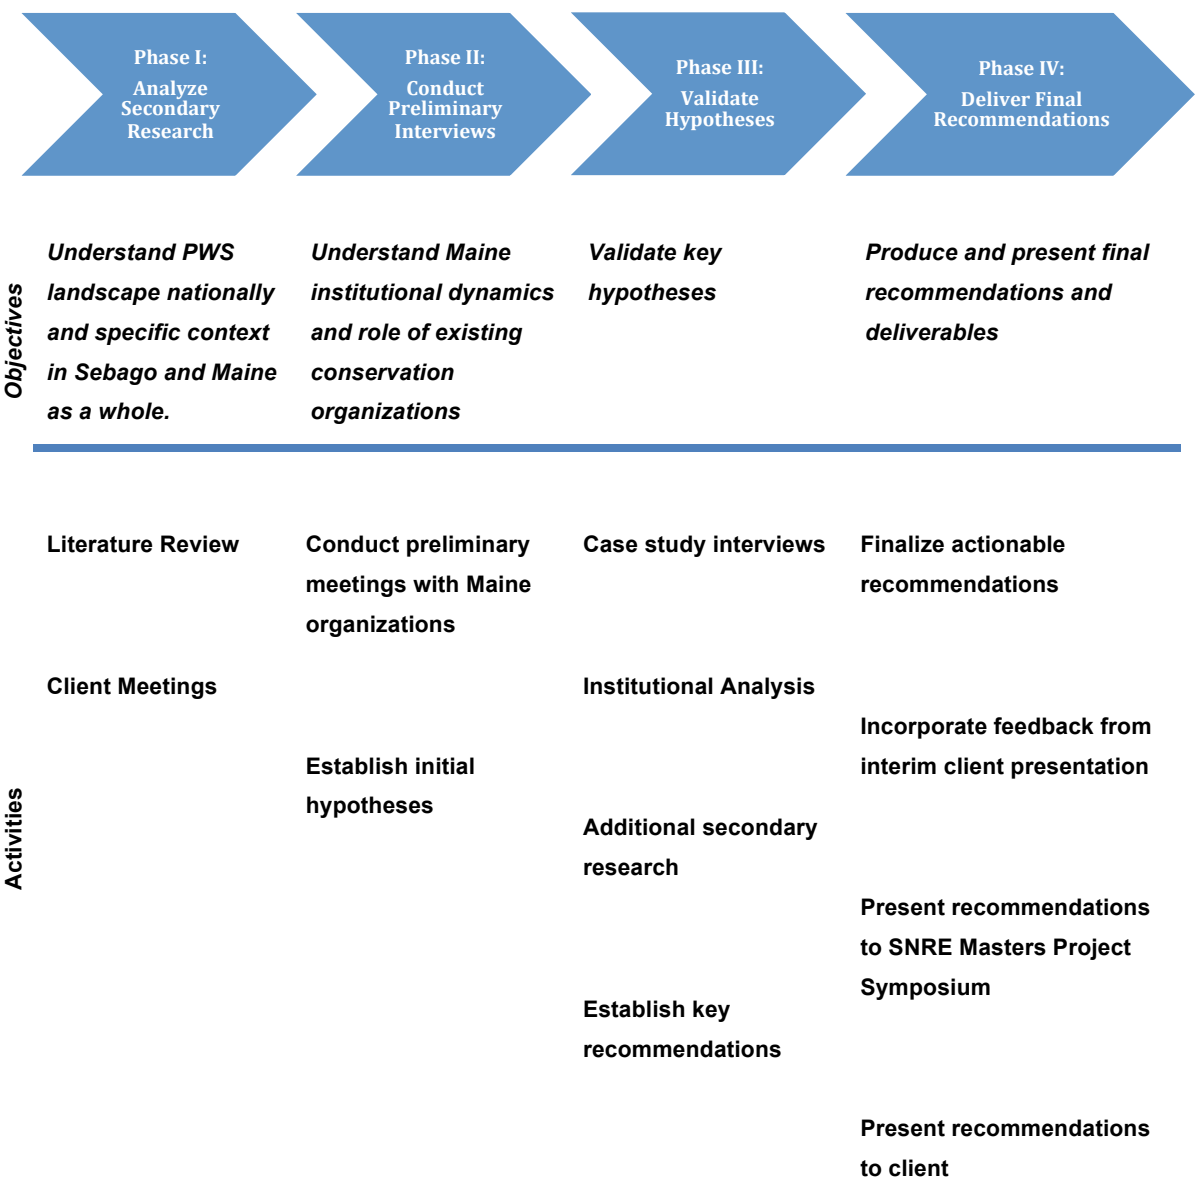 Phase I:
Analyze
Secondary
Research
Phase II:
Conduct
Preliminary
Interviews
Phase III:
Validate
Hypotheses
Phase IV:
Deliver Final
Recommendations
Objectives
Understand PWS
landscape nationally
and specific context
in Sebago and Maine
as a whole.
Understand Maine
institutional dynamics
and role of existing
conservation
organizations
Validate key
hypotheses
Produce and present final
recommendations and
deliverables
Activities
Literature Review
Client Meetings
Conduct preliminary
meetings with Maine
organizations
Establish initial
hypotheses
Case study interviews
Institutional Analysis
Additional secondary
research
Establish key
recommendations
Finalize actionable
recommendations
Incorporate feedback from
interim client presentation
Present recommendations
to SNRE Masters Project
Symposium
Present recommendations
to client